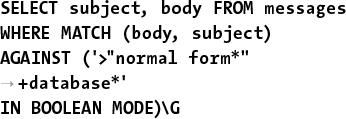 SELECT subject, body FROM messages
WHERE MATCH (body, subject)
AGAINST ('>"normal form*"
→+database*'
IN BOOLEAN MODE)\G